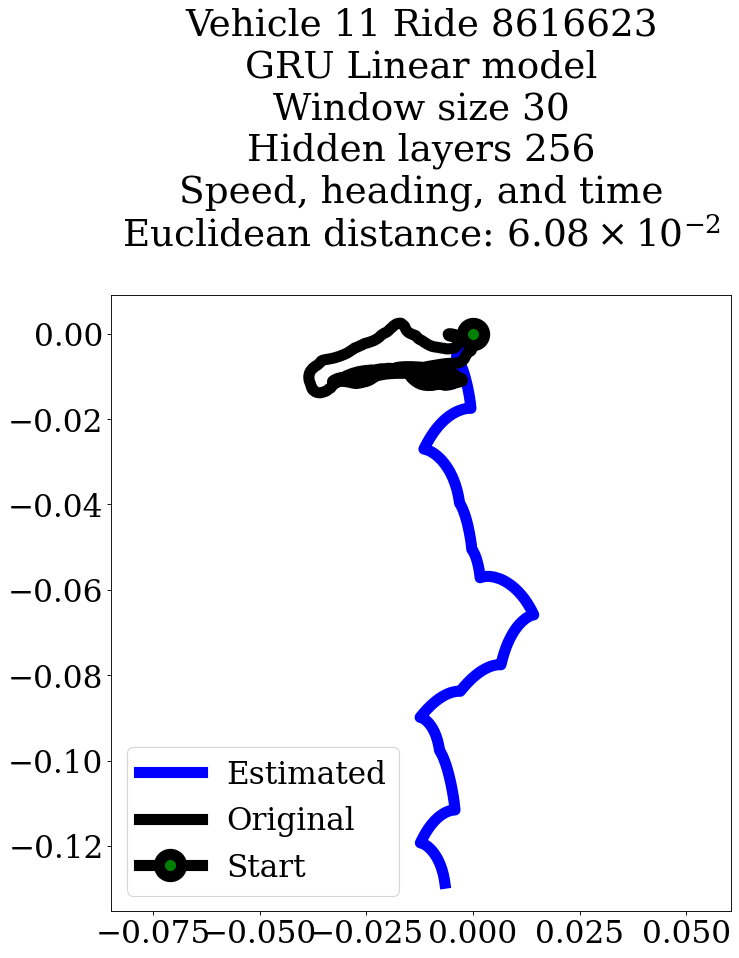 Vehicle 11 Ride 8616623
GRU Linear model
Window size 30
Hidden layers 256
Speed, heading, and time
Euclidean distance: 6.08 × 10⁻²
0.00
−0.02
−0.04
−0.06
−0.08
−0.10
−0.12
Estimated
Original
Start
−0.075 −0.050 −0.025 0.000 0.025 0.050